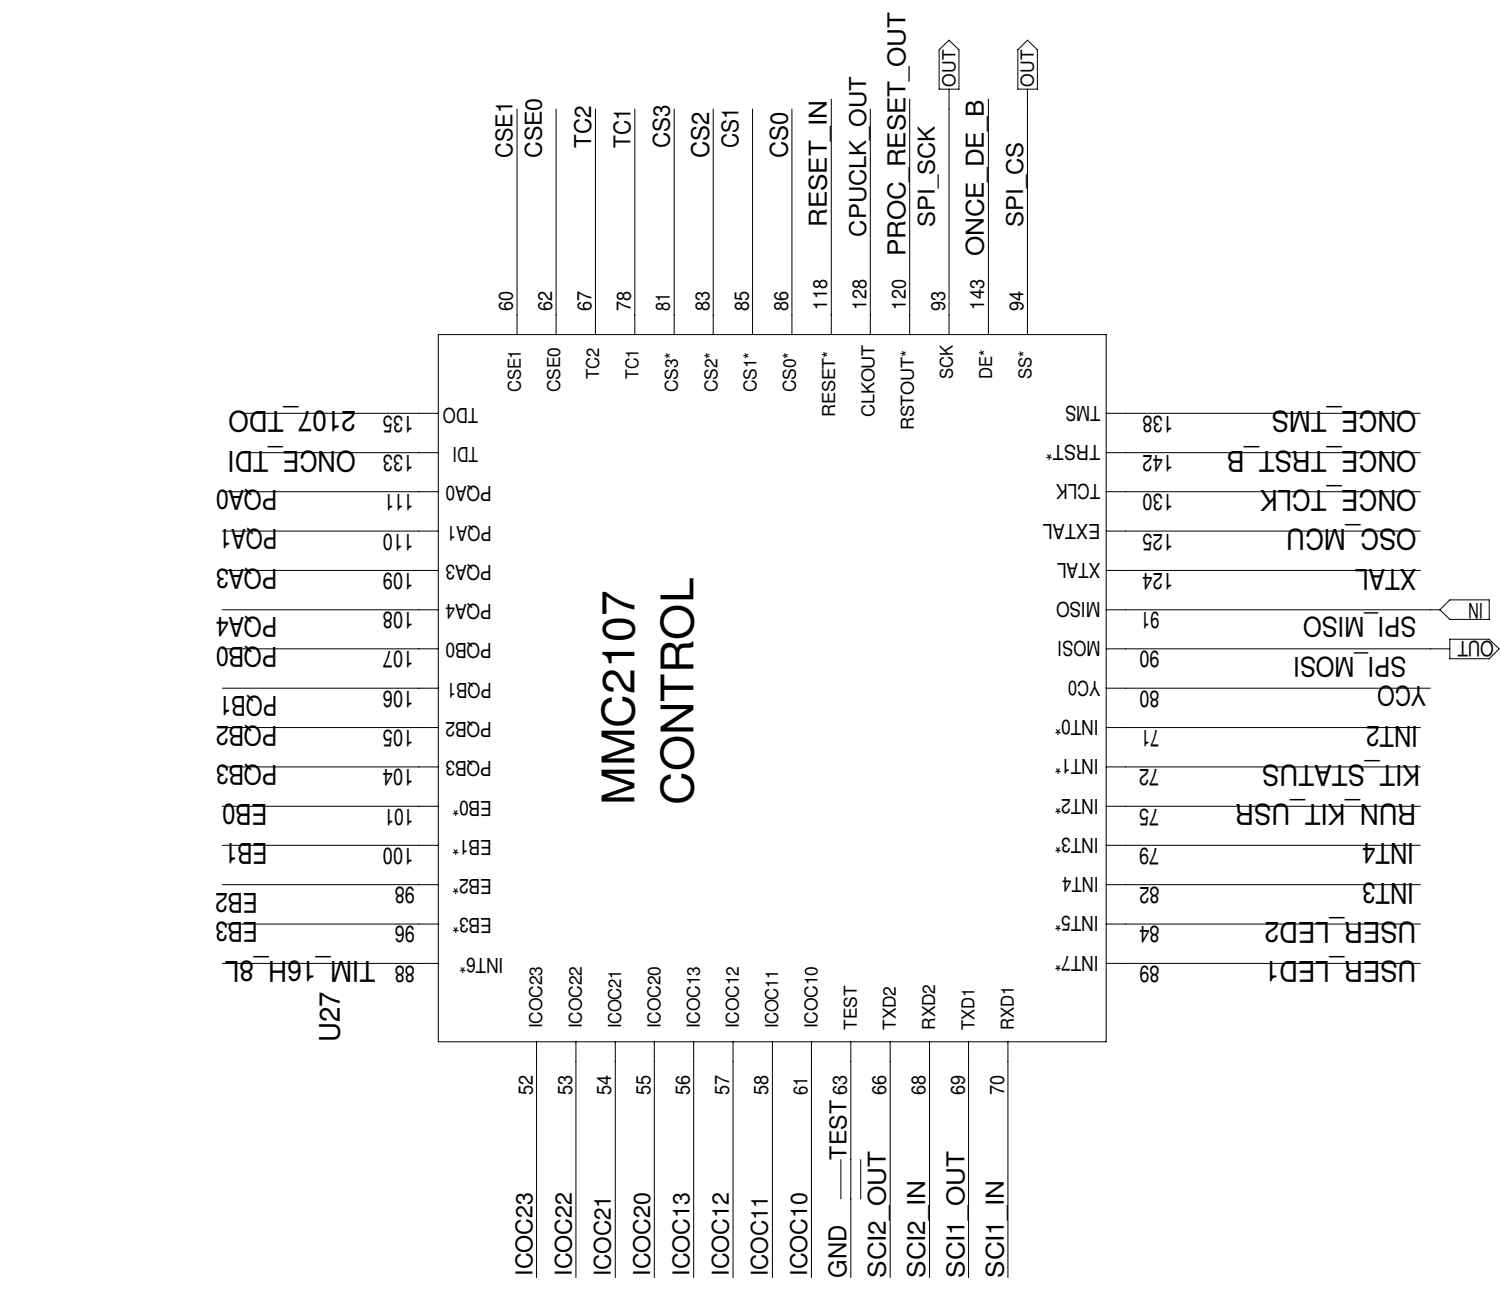 CSE1
CSE0
TC2
TC1
CS3
CS2
CS1
CS0
RESET_IN
CPUCLK_OUT
PROC_RESET_OUT
SPI_SCK
OUT
ONCE_DE_B
SPI_CS
OUT
60
62
67
78
81
83
85
86
118
128
120
93
143
94
CSE1
CSE0
TC2
TC1
CS3*
CS2*
CS1*
CS0*
RESET*
CLKOUT
RSTOUT*
SCK
DE*
SS*
2107_TDO 135 TDO
ONCE_TDI 133 TDI
PQA0 111 PQA0
PQA1 110 PQA1
PQA3 109 PQA3
PQA4 108 PQA4
PQB0 107 PQB0
PQB1 106 PQB1
PQB2 105 PQB2
PQB3 104 PQB3
EB0 101 EB0*
EB1 100 EB1*
EB2 98 EB2*
EB3 96 EB3*
TIM_16H_8L 88 INT6*
U27
MMC2107
CONTROL
TMS 138 ONCE_TMS
TRST* 142 ONCE_TRST_B
TCLK 130 ONCE_TCLK
EXTAL 125 OSC_MCU
XTAL 124 XTAL
MISO 91 SPI_MISO IN
MOSI 90 SPI_MOSI OUT
YC0 80 YCO
INT0* 71 INT2
INT1* 72 KIT_STATUS
INT2* 75 RUN_KIT_USR
INT3* 79 INT4
INT4 82 INT3
INT5* 84 USER_LED2
INT7* 89 USER_LED1
ICOC23
ICOC22
ICOC21
ICOC20
ICOC13
ICOC12
ICOC11
ICOC10
TEST
TXD2
RXD2
TXD1
RXD1
52
53
54
55
56
57
58
61
63
66
68
69
70
ICOC23
ICOC22
ICOC21
ICOC20
ICOC13
ICOC12
ICOC11
ICOC10
GND__TEST
SCI2_OUT
SCI2_IN
SCI1_OUT
SCI1_IN